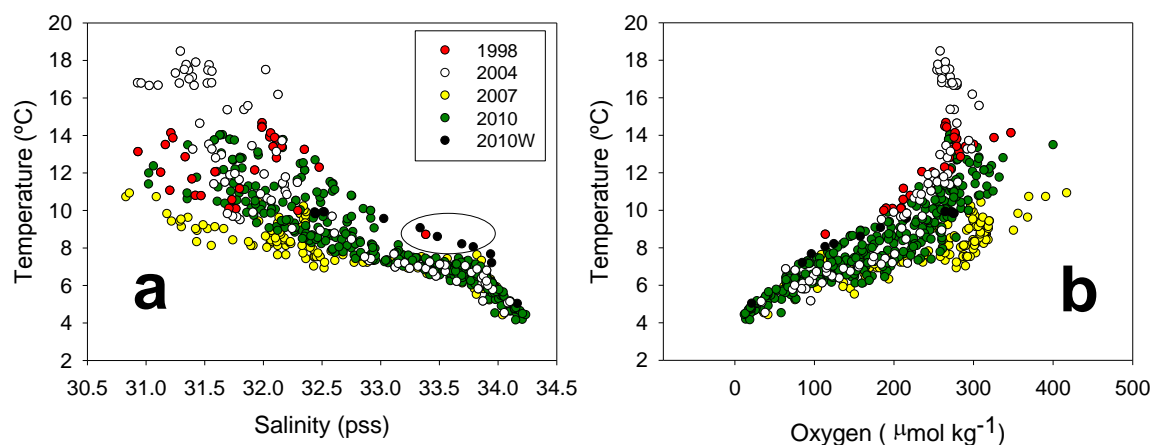 20
18
16
14
12
10
8
6
4
2
Temperature (ºC)
30.5 31.0 31.5 32.0 32.5 33.0 33.5 34.0 34.5
Salinity (pss)
1998
2004
2007
2010
2010W
a
20
18
16
14
12
10
8
6
4
2
Temperature (ºC)
0 100 200 300 400 500
Oxygen ( μmol kg⁻¹)
b